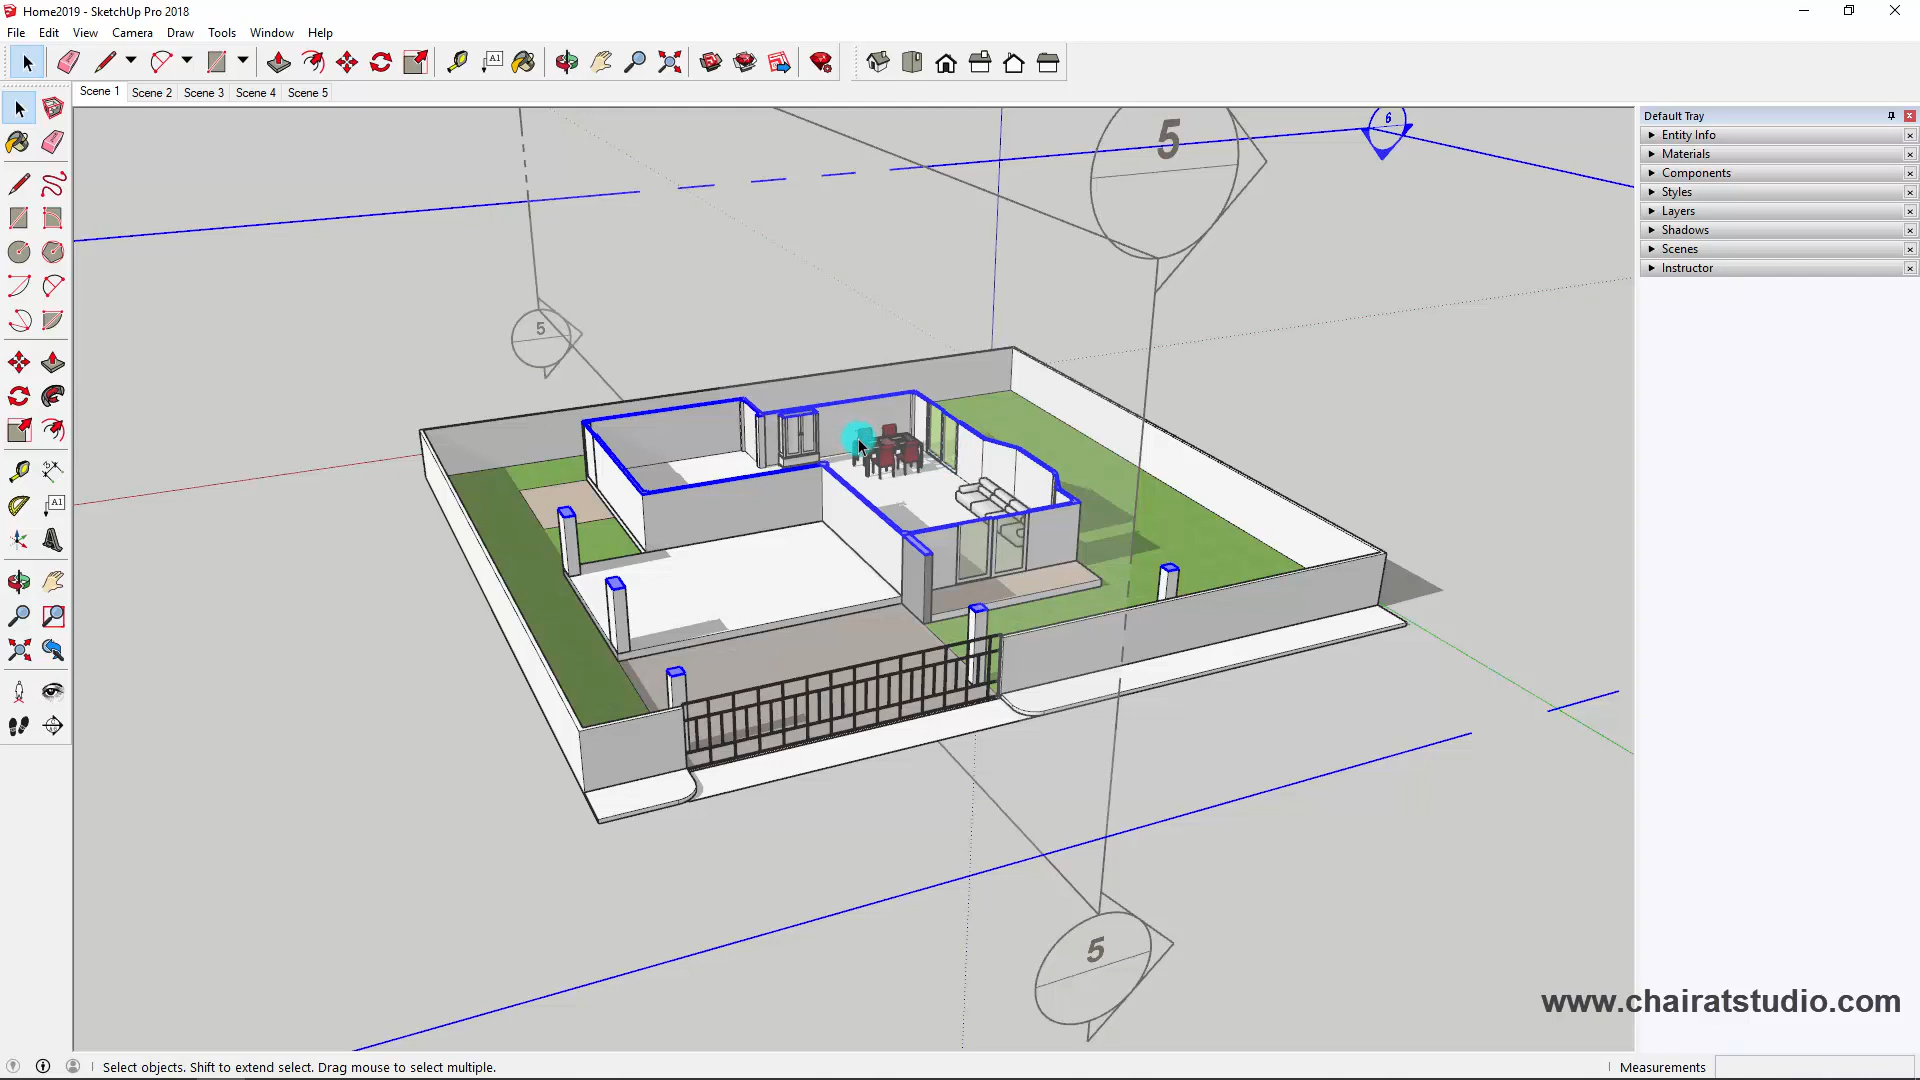 Home2019 - SketchUp Pro 2018
File Edit View Camera Draw Tools Window Help
A1
Scene 1 Scene 2 Scene 3 Scene 4 Scene 5
Default Tray
Entity Info
Materials
Components
Styles
Layers
Shadows
Scenes
Instructor
5
6
5
A1
5
www.chairatstudio.com
Select objects. Shift to extend select. Drag mouse to select multiple.
Measurements